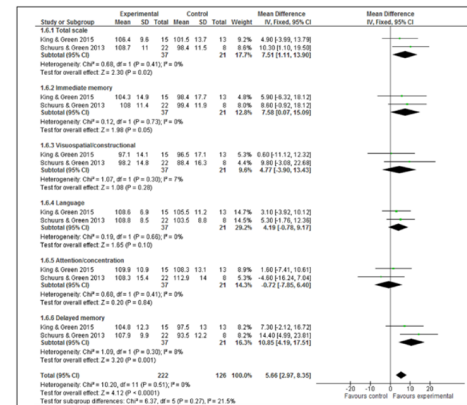 Experimental Control Mean Difference Mean Difference
Study or Subgroup Mean SD Total Mean SD Total Weight IV, Fixed, 95% CI IV, Fixed, 95% CI
1.6.1 Total scale
King & Green 2015 106.4 9.6 15 101.5 13.7 13 4.90 [-3.99, 13.79]
Schuurs & Green 2013 108.7 11 22 98.4 11.5 8 10.30 [1.10, 19.50]
Subtotal (95% CI) 37 21 17.7% 7.51 [1.11, 13.90]
Heterogeneity: Chi² = 0.68, df = 1 (P = 0.41); I² = 0%
Test for overall effect: Z = 2.30 (P = 0.02)
1.6.2 Immediate memory
King & Green 2015 104.3 14.9 15 98.4 17.7 13 5.90 [-6.32, 18.12]
Schuurs & Green 2013 108 11.4 22 99.4 11.9 8 8.60 [-0.92, 18.12]
Subtotal (95% CI) 37 21 12.8% 7.58 [0.07, 15.09]
Heterogeneity: Chi² = 0.12, df = 1 (P = 0.73); I² = 0%
Test for overall effect: Z = 1.98 (P = 0.05)
1.6.3 Visuospatial/constructional
King & Green 2015 97.1 14.1 15 96.5 17.1 13 0.60 [-11.12, 12.32]
Schuurs & Green 2013 98.2 14.8 22 88.4 16.3 8 9.80 [-3.08, 22.68]
Subtotal (95% CI) 37 21 9.6% 4.77 [-3.90, 13.43]
Heterogeneity: Chi² = 1.07, df = 1 (P = 0.30); I² = 7%
Test for overall effect: Z = 1.08 (P = 0.28)
1.6.4 Language
King & Green 2015 108.6 6.9 15 105.5 11.2 13 3.10 [-3.92, 10.12]
Schuurs & Green 2013 108.8 8.5 22 103.5 8.8 8 5.30 [-1.76, 12.36]
Subtotal (95% CI) 37 21 29.2% 4.19 [-0.78, 9.17]
Heterogeneity: Chi² = 0.19, df = 1 (P = 0.66); I² = 0%
Test for overall effect: Z = 1.65 (P = 0.10)
1.6.5 Attention/concentration
King & Green 2015 109.9 10.9 15 108.3 13.1 13 1.60 [-7.41, 10.61]
Schuurs & Green 2013 108.3 15.4 22 112.9 14 8 -4.60 [-16.24, 7.04]
Subtotal (95% CI) 37 21 14.2% -0.72 [-7.85, 6.40]
Heterogeneity: Chi² = 0.68, df = 1 (P = 0.41); I² = 0%
Test for overall effect: Z = 0.20 (P = 0.84)
1.6.6 Delayed memory
King & Green 2015 104.8 12.3 15 97.5 13 13 7.30 [-2.12, 16.72]
Schuurs & Green 2013 107.9 9.9 22 93.5 12.2 8 14.40 [4.99, 23.81]
Subtotal (95% CI) 37 21 16.3% 10.85 [4.19, 17.51]
Heterogeneity: Chi² = 1.09, df = 1 (P = 0.30); I² = 8%
Test for overall effect: Z = 3.20 (P = 0.001)
Total (95% CI) 222 126 100.0% 5.66 [2.97, 8.35]
Heterogeneity: Chi² = 10.20, df = 11 (P = 0.51); I² = 0%
Test for overall effect: Z = 4.12 (P < 0.0001)
Test for subgroup differences: Chi² = 6.37, df = 5 (P = 0.27), I² = 21.5%
-20 -10 0 10 20
Favours control Favours experimental